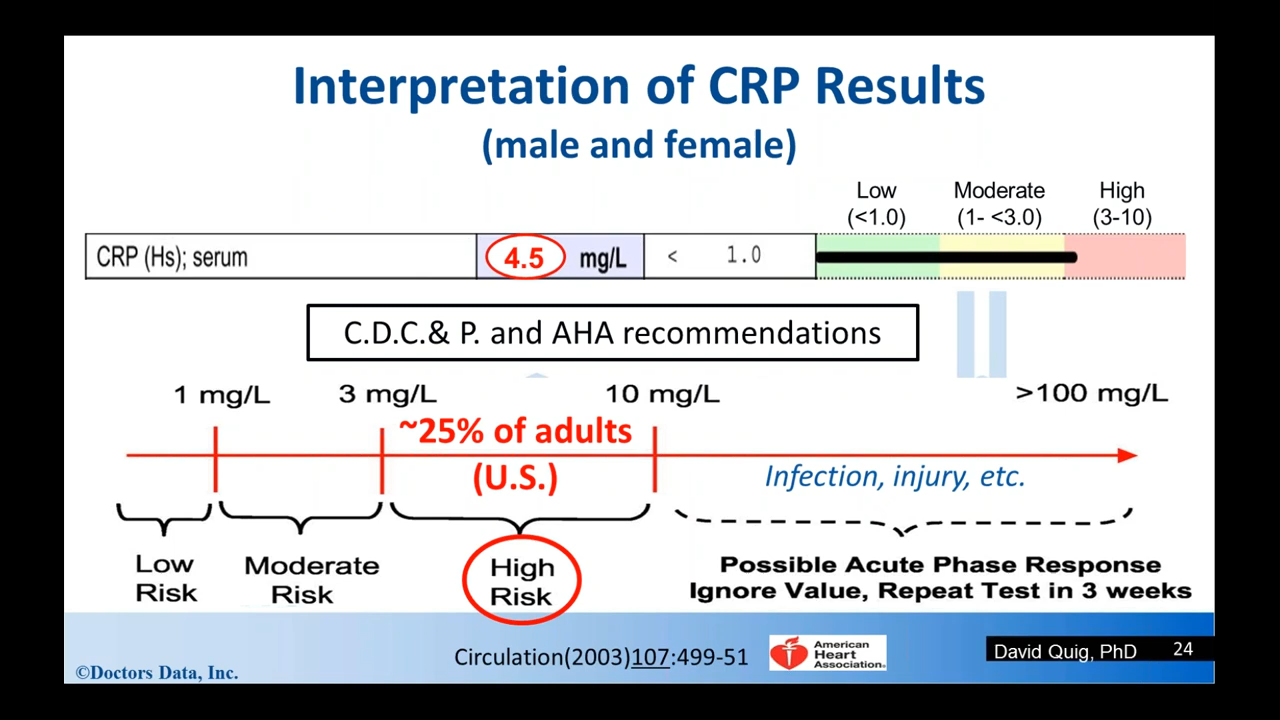 Interpretation of CRP Results
(male and female)
Low Moderate High
(<1.0) (1- <3.0) (3-10)
CRP (Hs); serum 4.5 mg/L < 1.0
C.D.C.& P. and AHA recommendations
1 mg/L 3 mg/L 10 mg/L >100 mg/L
~25% of adults
(U.S.) Infection, injury, etc.
Low Moderate High Possible Acute Phase Response
Risk Risk Risk Ignore Value, Repeat Test in 3 weeks
©Doctors Data, Inc. Circulation(2003)107:499-51
American
Heart
Association®
David Quig, PhD 24